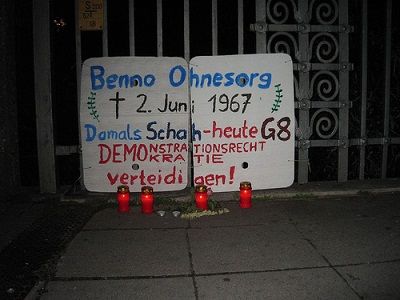 Benno Ohnesorg
† 2. Juni 1967
Damals Schah-heute G8
DEMONSTRATIONSRECHT
KRATIE
verteidigen!